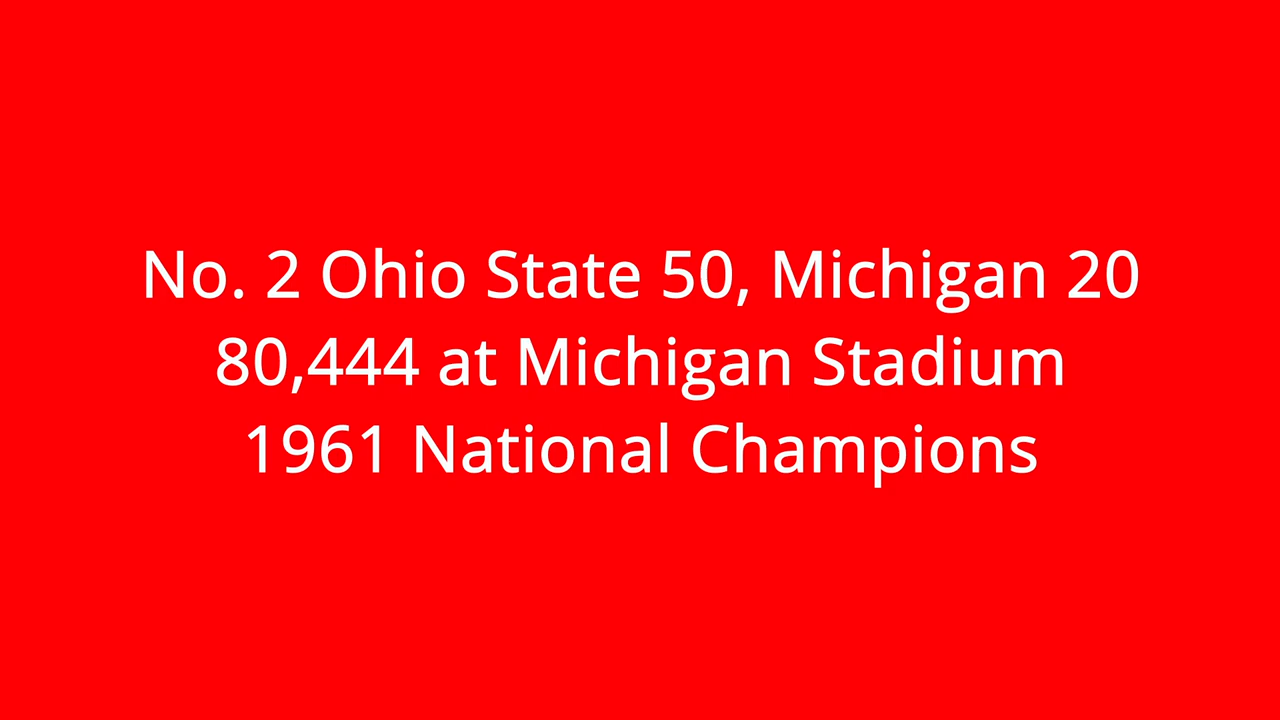 No. 2 Ohio State 50, Michigan 20
80,444 at Michigan Stadium
1961 National Champions